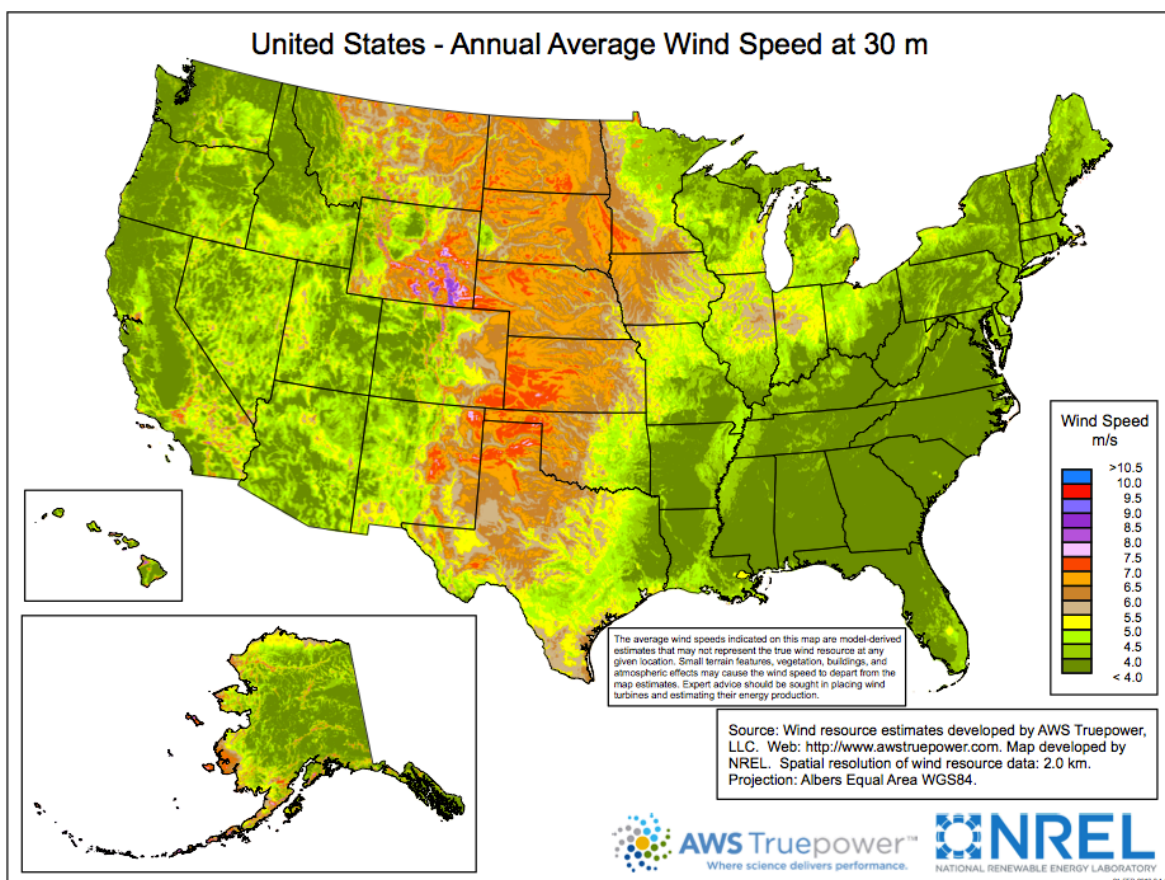 United States - Annual Average Wind Speed at 30 m
Wind Speed
m/s
>10.5
10.0
9.5
9.0
8.5
8.0
7.5
7.0
6.5
6.0
5.5
5.0
4.5
4.0
< 4.0
The average wind speeds indicated on this map are model-derived
estimates that may not represent the true wind resource at any
given location. Small terrain features, vegetation, buildings, and
atmospheric effects may cause the wind speed to depart from the
map estimates. Expert advice should be sought in placing wind
turbines and estimating their energy production.
Source: Wind resource estimates developed by AWS Truepower,
LLC. Web: http://www.awstruepower.com. Map developed by
NREL. Spatial resolution of wind resource data: 2.0 km.
Projection: Albers Equal Area WGS84.
AWS Truepower™
Where science delivers performance.
NREL
NATIONAL RENEWABLE ENERGY LABORATORY